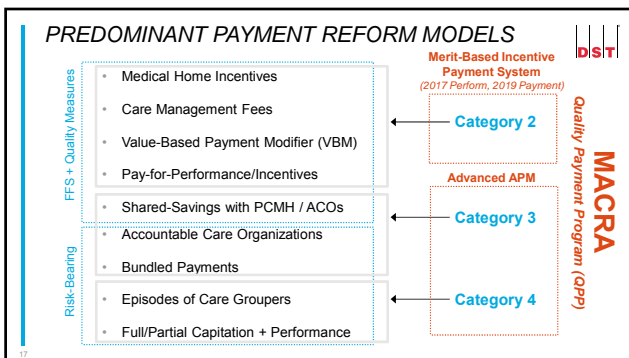 PREDOMINANT PAYMENT REFORM MODELS
DST
Merit-Based Incentive
Payment System
(2017 Perform, 2019 Payment)
FFS + Quality Measures
• Medical Home Incentives
• Care Management Fees
• Value-Based Payment Modifier (VBM)
• Pay-for-Performance/Incentives
• Shared-Savings with PCMH / ACOs
Risk-Bearing
• Accountable Care Organizations
• Bundled Payments
• Episodes of Care Groupers
• Full/Partial Capitation + Performance
Category 2
Advanced APM
Category 3
Category 4
MACRA
Quality Payment Program (QPP)
17